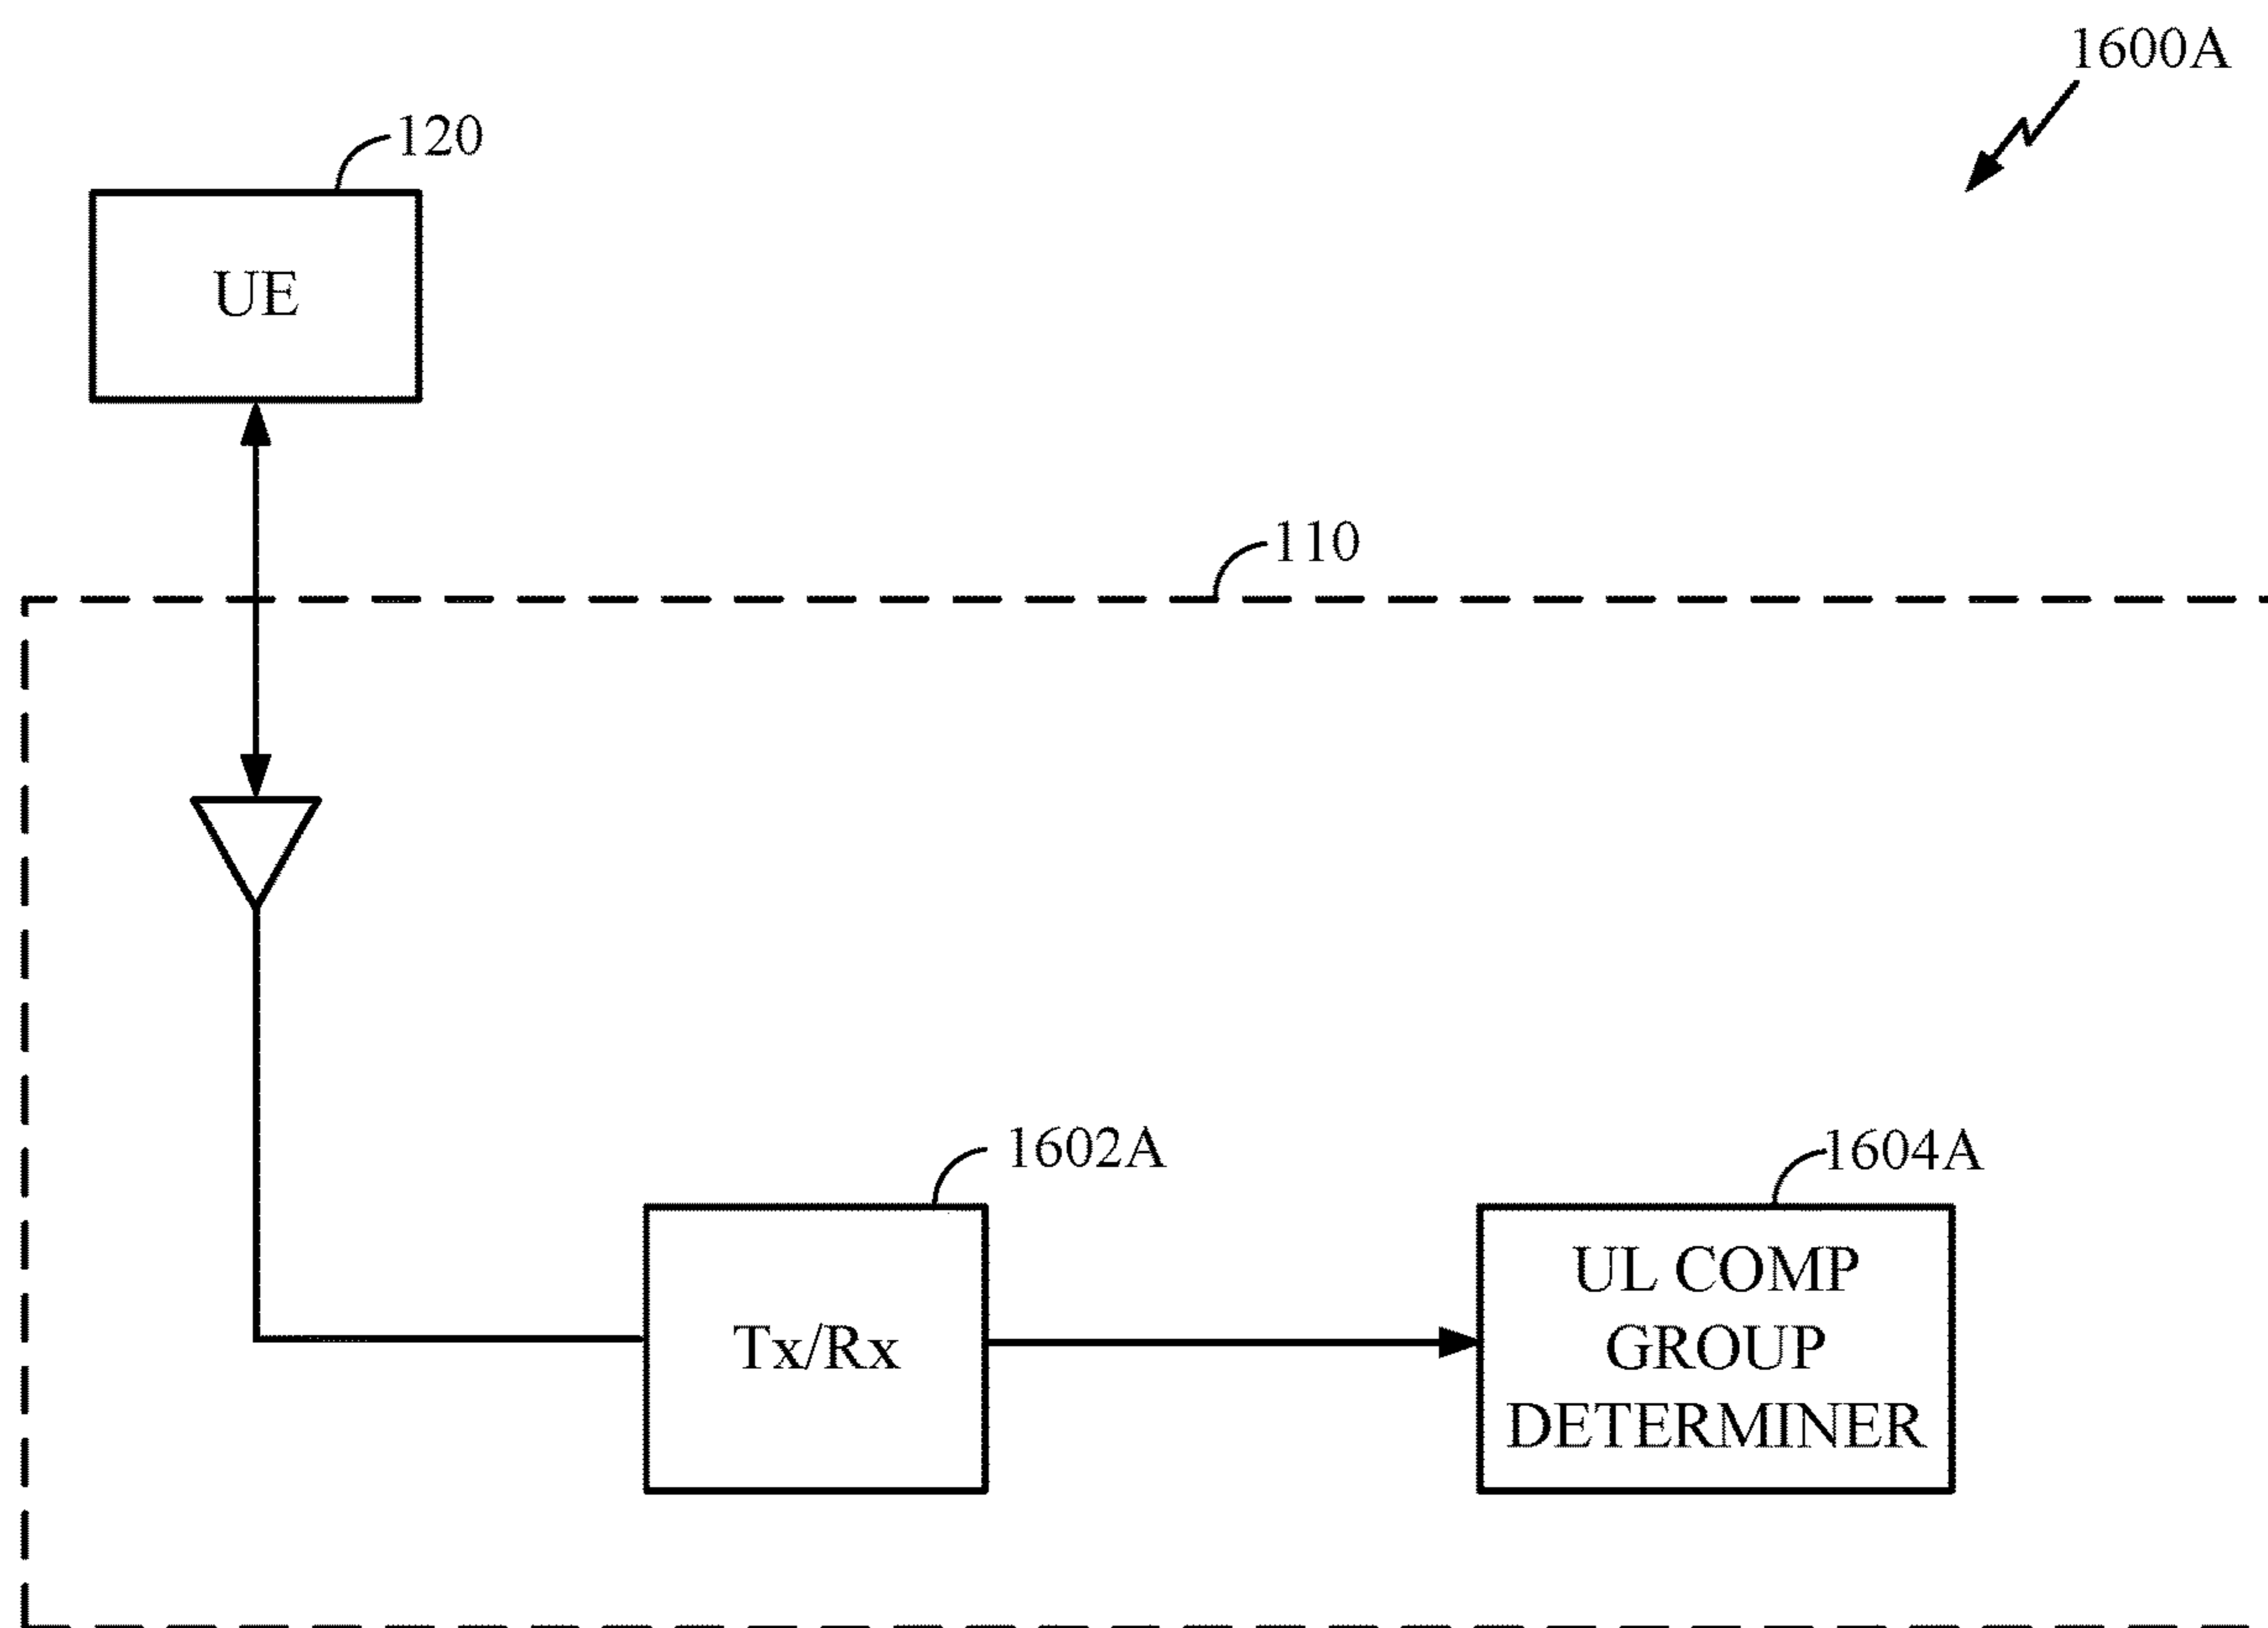 1600A
120
UE
110
1602A
1604A
Tx/Rx
UL COMP
GROUP
DETERMINER